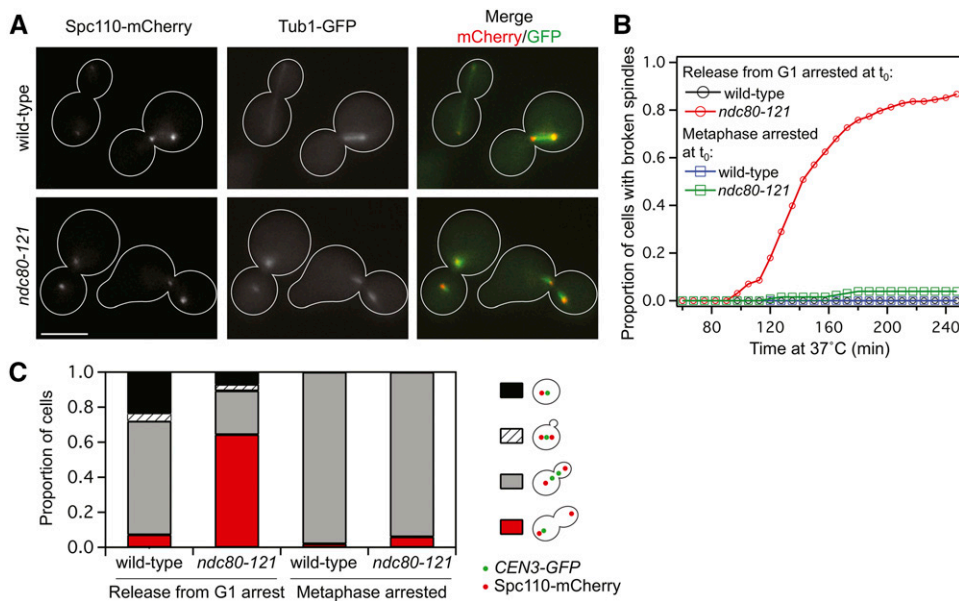 A
Spc110-mCherry
Tub1-GFP
Merge
mCherry/GFP
wild-type
ndc80-121
B
Proportion of cells with broken spindles
1.0
0.8
0.6
0.4
0.2
0.0
Release from G1 arrested at t0:
wild-type
ndc80-121
Metaphase arrested
at t0:
wild-type
ndc80-121
80
120
160
200
240
Time at 37˚C (min)
C
Proportion of cells
1.0
0.8
0.6
0.4
0.2
0.0
wild-type
ndc80-121
wild-type
ndc80-121
Release from G1 arrest
Metaphase arrested
CEN3-GFP
Spc110-mCherry